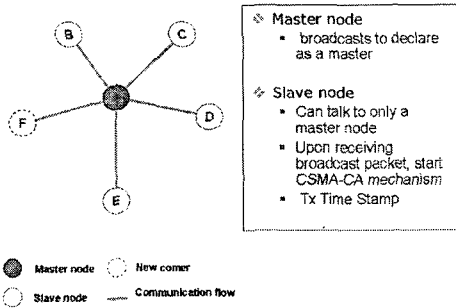 B
C
F
D
E
Master node
broadcasts to declare
as a master
Slave node
Can talk to only a
master node
Upon receiving
broadcast packet, start
CSMA-CA mechanism
Tx Time Stamp
Master node
New comer
Slave node
Communication flow